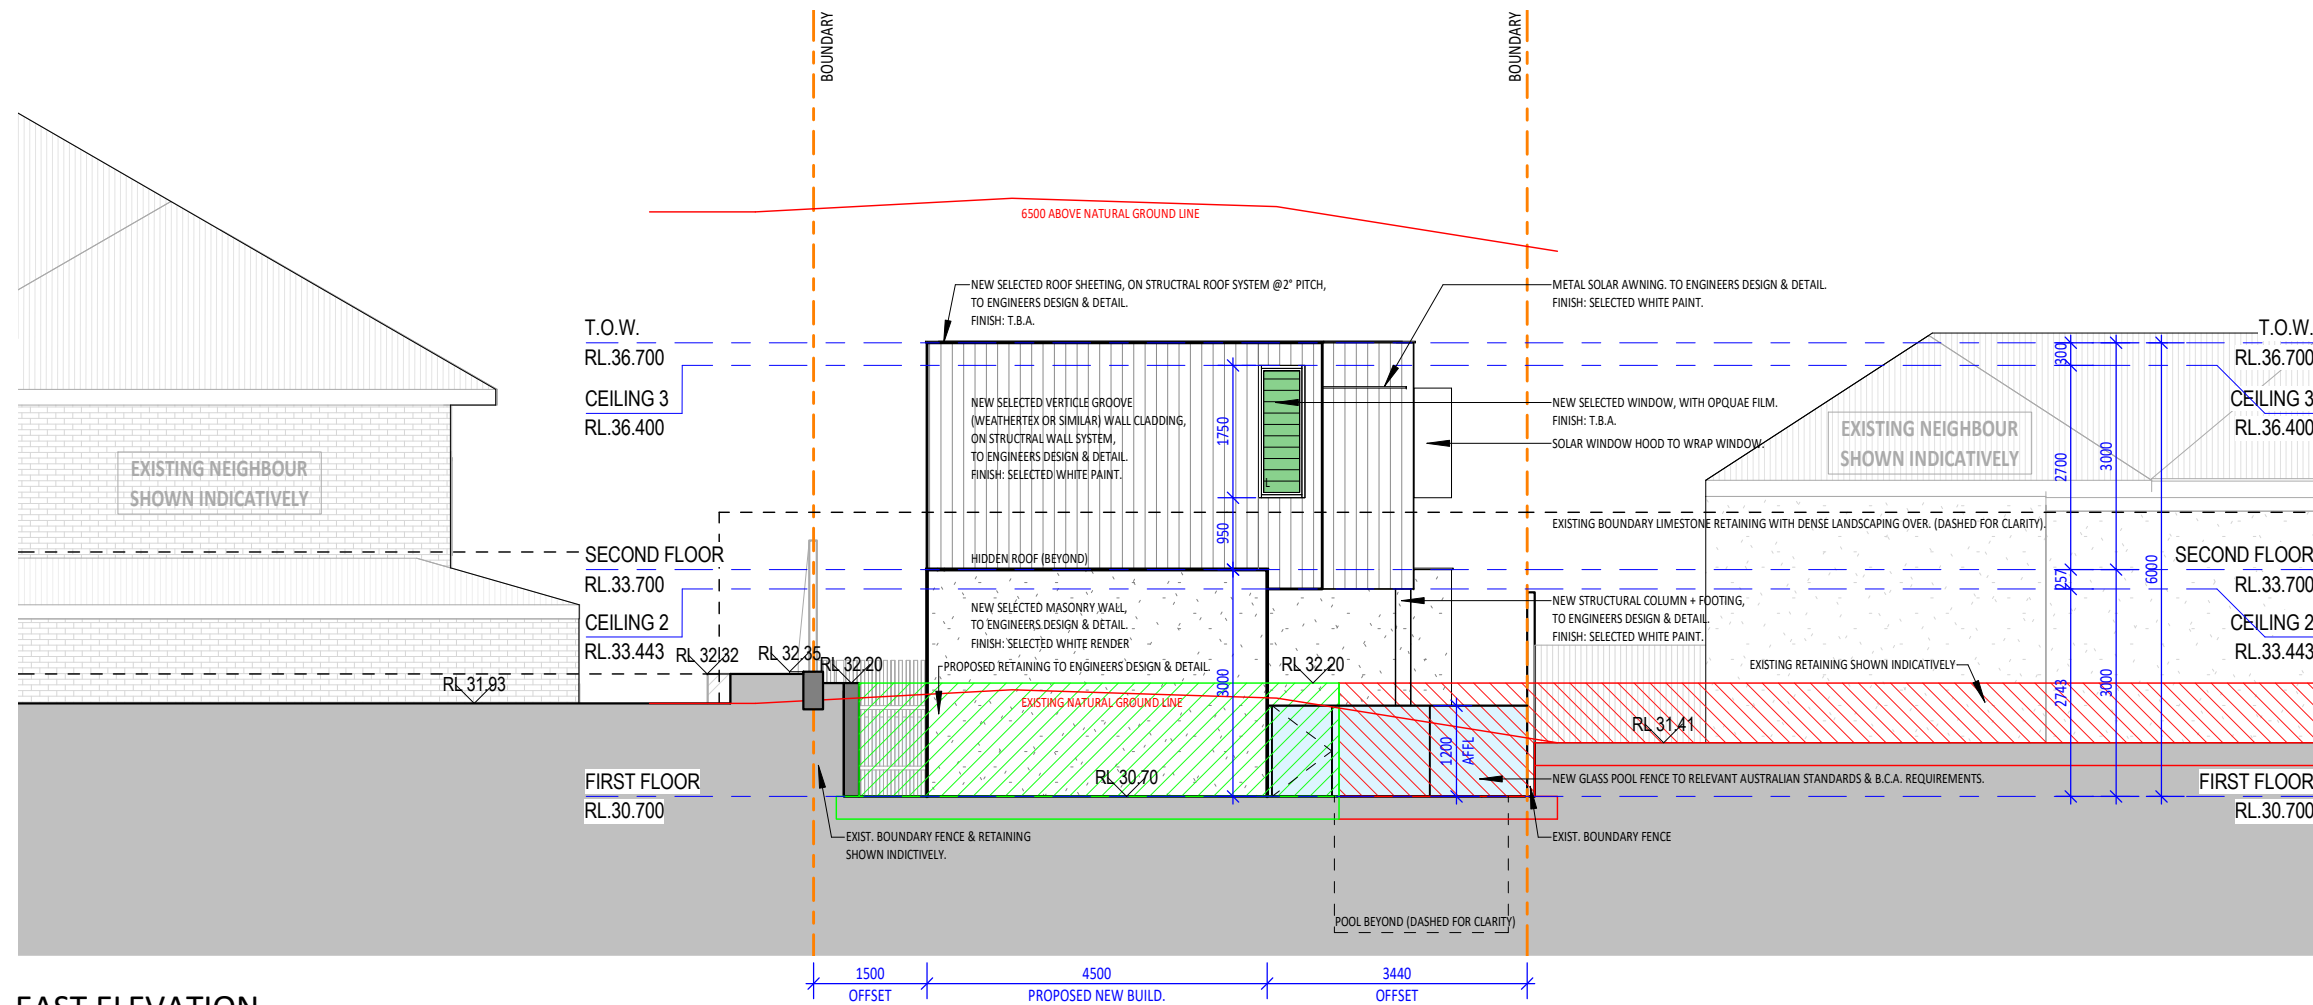 BOUNDARY
BOUNDARY
6500 ABOVE NATURAL GROUND LINE
NEW SELECTED ROOF SHEETING, ON STRUCTRAL ROOF SYSTEM @2° PITCH,
TO ENGINEERS DESIGN & DETAIL.
FINISH: T.B.A.
METAL SOLAR AWNING. TO ENGINEERS DESIGN & DETAIL.
FINISH: SELECTED WHITE PAINT.
T.O.W.
RL.36.700
CEILING 3
RL.36.400
T.O.W.
RL.36.700
CEILING 3
RL.36.400
300
2700
3000
6000
257
2743
3000
NEW SELECTED VERTICLE GROOVE
(WEATHERTEX OR SIMILAR) WALL CLADDING,
ON STRUCTRAL WALL SYSTEM,
TO ENGINEERS DESIGN & DETAIL.
FINISH: SELECTED WHITE PAINT.
1750
950
3000
L
NEW SELECTED WINDOW, WITH OPQUAE FILM.
FINISH: T.B.A.
SOLAR WINDOW HOOD TO WRAP WINDOW.
EXISTING NEIGHBOUR
SHOWN INDICATIVELY
EXISTING NEIGHBOUR
SHOWN INDICATIVELY
EXISTING BOUNDARY LIMESTONE RETAINING WITH DENSE LANDSCAPING OVER. (DASHED FOR CLARITY).
SECOND FLOOR
RL.33.700
CEILING 2
RL.33.443
HIDDEN ROOF (BEYOND)
SECOND FLOOR
RL.33.700
CEILING 2
RL.33.443
NEW SELECTED MASONRY WALL,
TO ENGINEERS DESIGN & DETAIL.
FINISH: SELECTED WHITE RENDER
NEW STRUCTURAL COLUMN + FOOTING,
TO ENGINEERS DESIGN & DETAIL.
FINISH: SELECTED WHITE PAINT.
RL 32.32
RL 32.35
RL 32.20
PROPOSED RETAINING TO ENGINEERS DESIGN & DETAIL.
RL 32.20
EXISTING RETAINING SHOWN INDICATIVELY
RL 31.93
EXISTING NATURAL GROUND LINE
RL 31.41
1200
AFFL
FIRST FLOOR
RL.30.700
RL 30.70
NEW GLASS POOL FENCE TO RELEVANT AUSTRALIAN STANDARDS & B.C.A. REQUIREMENTS.
FIRST FLOOR
RL.30.700
EXIST. BOUNDARY FENCE & RETAINING
SHOWN INDICTIVELY.
EXIST. BOUNDARY FENCE
POOL BEYOND (DASHED FOR CLARITY)
1500
OFFSET
4500
PROPOSED NEW BUILD.
3440
OFFSET
EAST ELEVATION